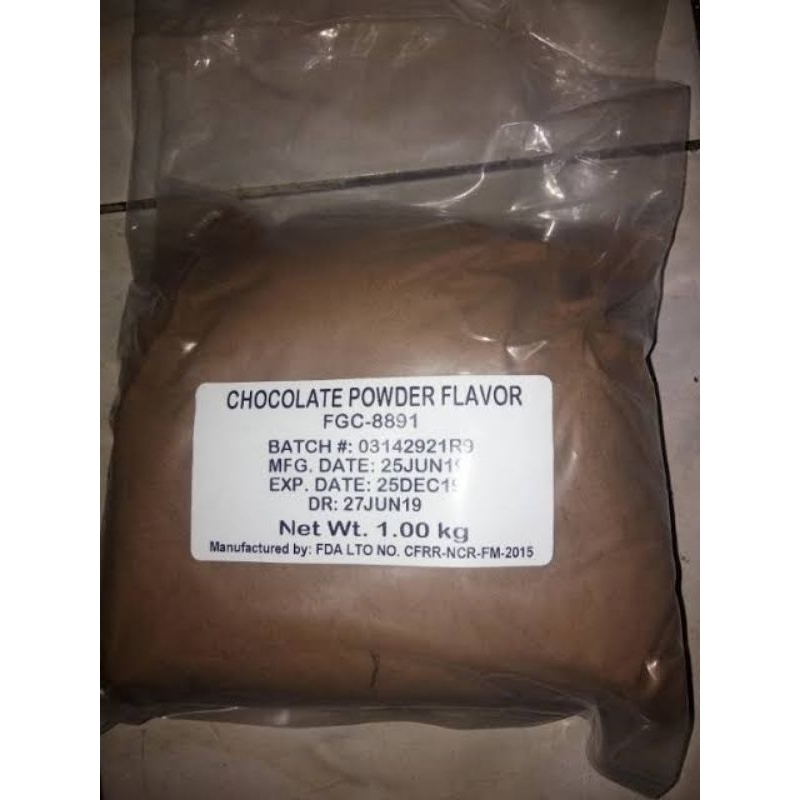 CHOCOLATE POWDER FLAVOR
FGC-8891
BATCH #: 03142921R9
MFG. DATE: 25JUN19
EXP. DATE: 25DEC19
DR: 27JUN19
Net Wt. 1.00 kg
Manufactured by: FDA LTO NO. CFRR-NCR-FM-2015